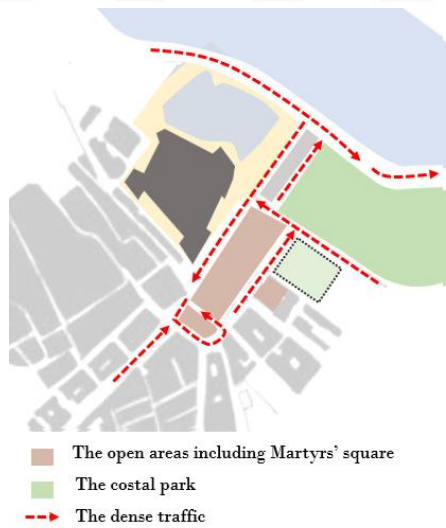 The open areas including Martyrs' square
The costal park
The dense traffic